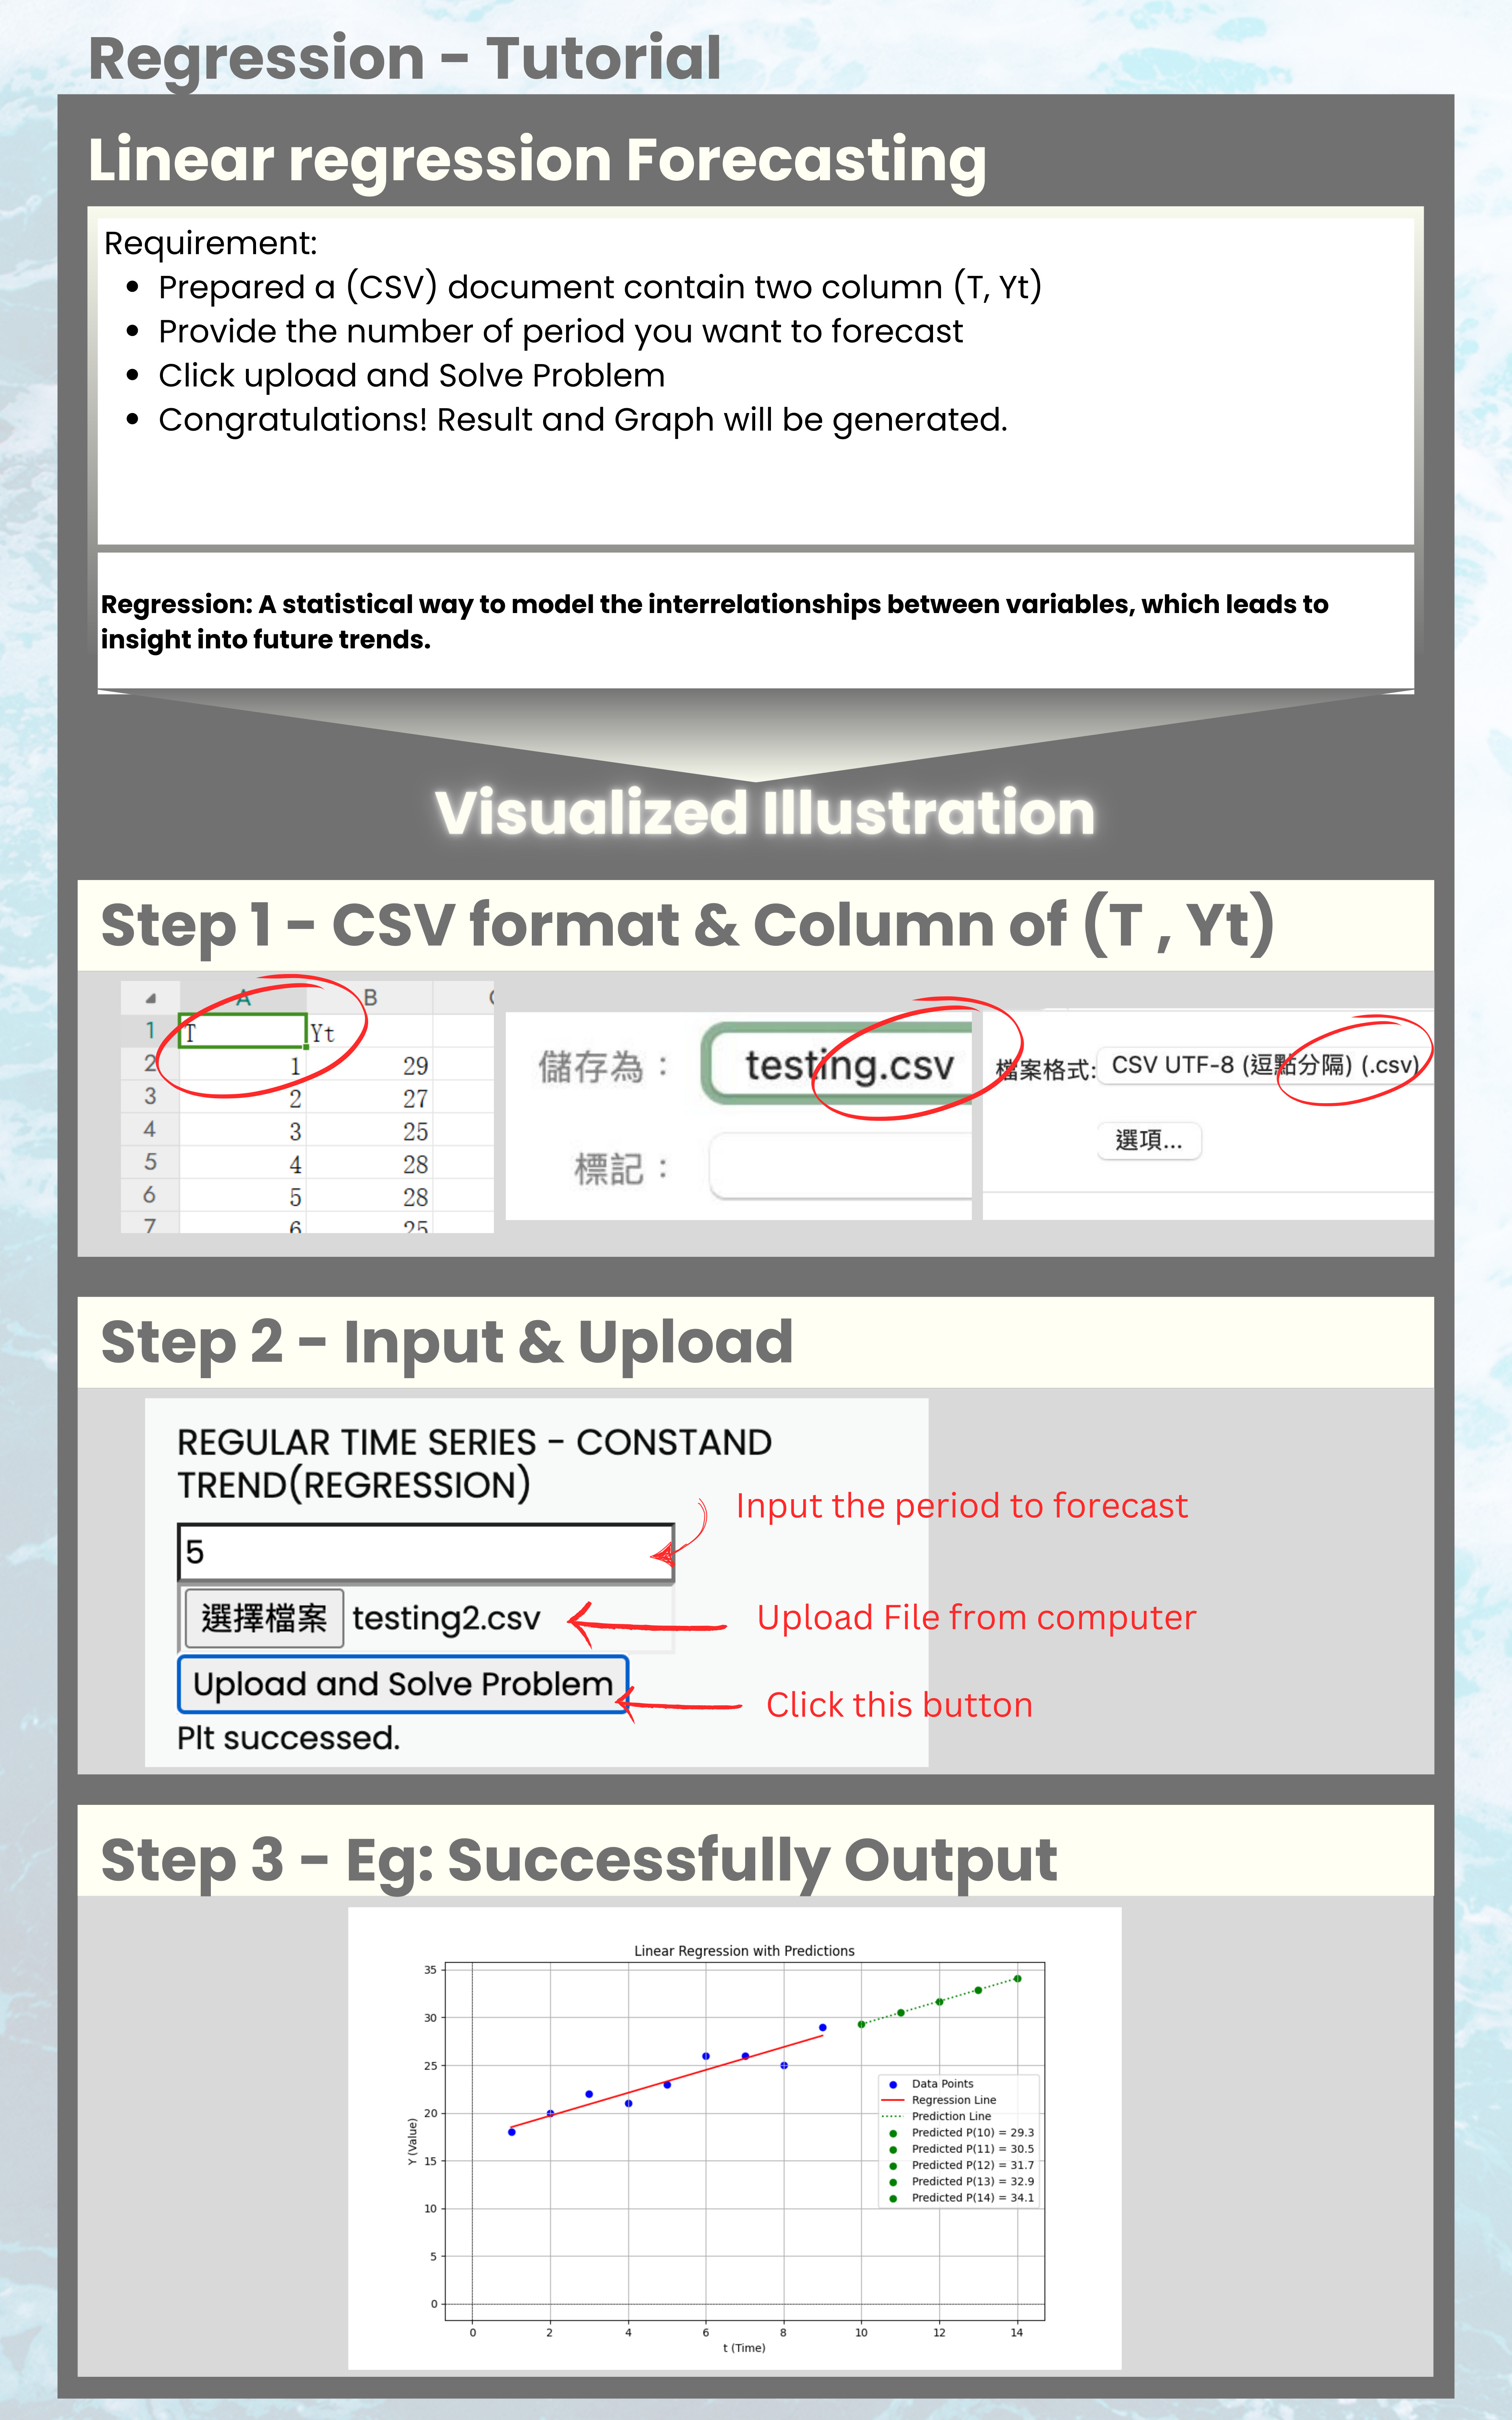 Regression - Tutorial
Linear regression Forecasting
Requirement:
• Prepared a (CSV) document contain two column (T, Yt)
• Provide the number of period you want to forecast
• Click upload and Solve Problem
• Congratulations! Result and Graph will be generated.
Regression: A statistical way to model the interrelationships between variables, which leads to
insight into future trends.
Visualized Illustration
Step 1 - CSV format & Column of (T , Yt)
A B
1 T Yt
2 1 29
3 2 27
4 3 25
5 4 28
6 5 28
7 6 25
儲存為： testing.csv
標記：
檔案格式: CSV UTF-8 (逗點分隔) (.csv)
選項...
Step 2 - Input & Upload
REGULAR TIME SERIES - CONSTAND
TREND(REGRESSION)
Input the period to forecast
5
選擇檔案 testing2.csv
Upload File from computer
Upload and Solve Problem
Click this button
Plt successed.
Step 3 - Eg: Successfully Output
Linear Regression with Predictions
35
30
25
20
15
10
5
0
Y (Value)
Data Points
Regression Line
Prediction Line
Predicted P(10) = 29.3
Predicted P(11) = 30.5
Predicted P(12) = 31.7
Predicted P(13) = 32.9
Predicted P(14) = 34.1
0 2 4 6 8 10 12 14
t (Time)